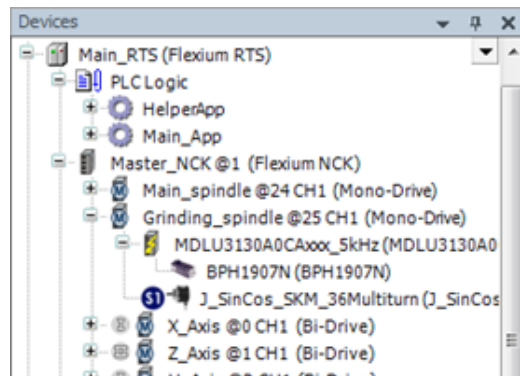 Devices
Main_RTS (Flexium RTS)
PLC Logic
HelperApp
Main_App
Master_NCK @1 (Flexium NCK)
Main_spindle @24 CH1 (Mono-Drive)
Grinding_spindle @25 CH1 (Mono-Drive)
MDLU3130A0CAxxx_5kHz (MDLU3130A0
BPH1907N (BPH1907N)
S1 J_SinCos_SKM_36Multiturn (J_SinCos
X_Axis @0 CH1 (Bi-Drive)
Z_Axis @1 CH1 (Bi-Drive)